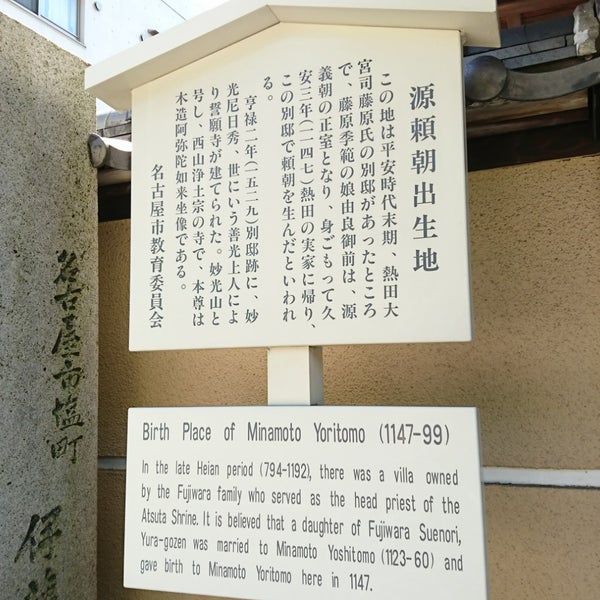 源頼朝出生地
この地は平安時代末期、熱田大
宮司藤原氏の別邸があったところ
で、藤原季範の娘由良御前は、源
義朝の正室となり、身ごもって久
安三年(一一四七)熱田の実家に帰り、
この別邸で頼朝を生んだといわれ
る。
亨禄二年(一五二九)別邸跡に、妙
光尼日秀、世にいう善光上人によ
り誓願寺が建てられた。妙光山と
号し、西山浄土宗の寺で、本尊は
木造阿弥陀如来坐像である。
名古屋市教育委員会
Birth Place of Minamoto Yoritomo (1147-99)
In the late Heian period (794-1192), there was a villa owned
by the Fujiwara family who served as the head priest of the
Atsuta Shrine. It is believed that a daughter of Fujiwara Suenori,
Yura-gozen was married to Minamoto Yoshitomo (1123-60) and
gave birth to Minamoto Yoritomo here in 1147.
名古屋市塩町
伊